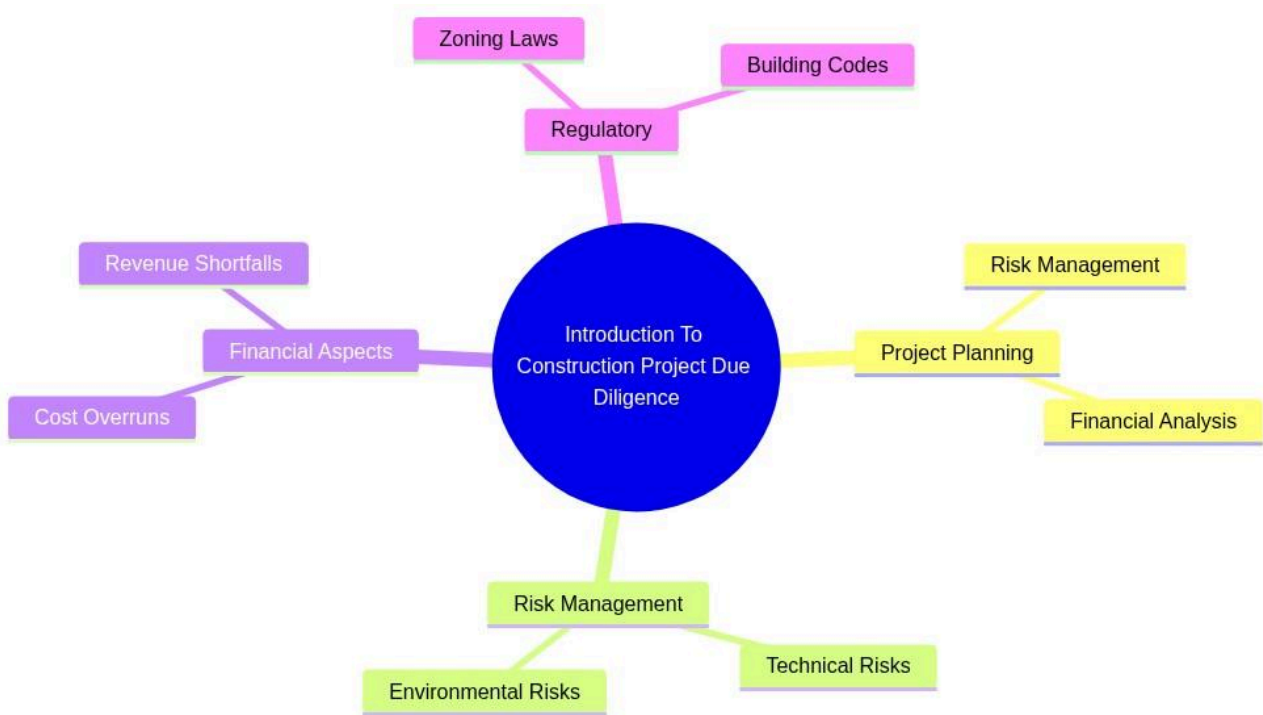 Zoning Laws
Building Codes
Regulatory
Revenue Shortfalls
Risk Management
Introduction To
Construction Project Due
Diligence
Financial Aspects
Project Planning
Cost Overruns
Financial Analysis
Risk Management
Technical Risks
Environmental Risks